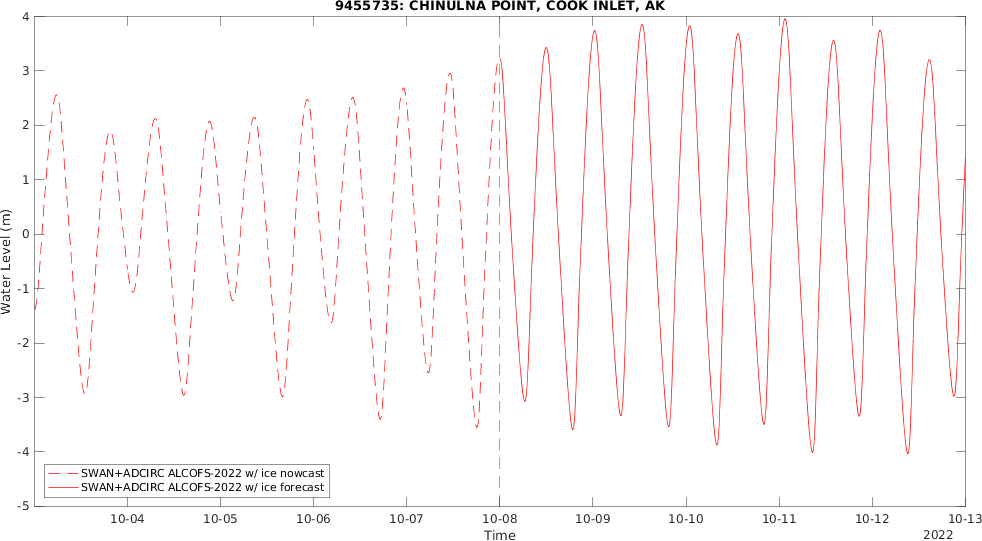 9455735: CHINULNA POINT, COOK INLET, AK
4
3
2
1
0
-1
-2
-3
-4
-5
Water Level (m)
SWAN+ADCIRC ALCOFS-2022 w/ ice nowcast
SWAN+ADCIRC ALCOFS-2022 w/ ice forecast
10-04 10-05 10-06 10-07 10-08 10-09 10-10 10-11 10-12 10-13
Time
2022